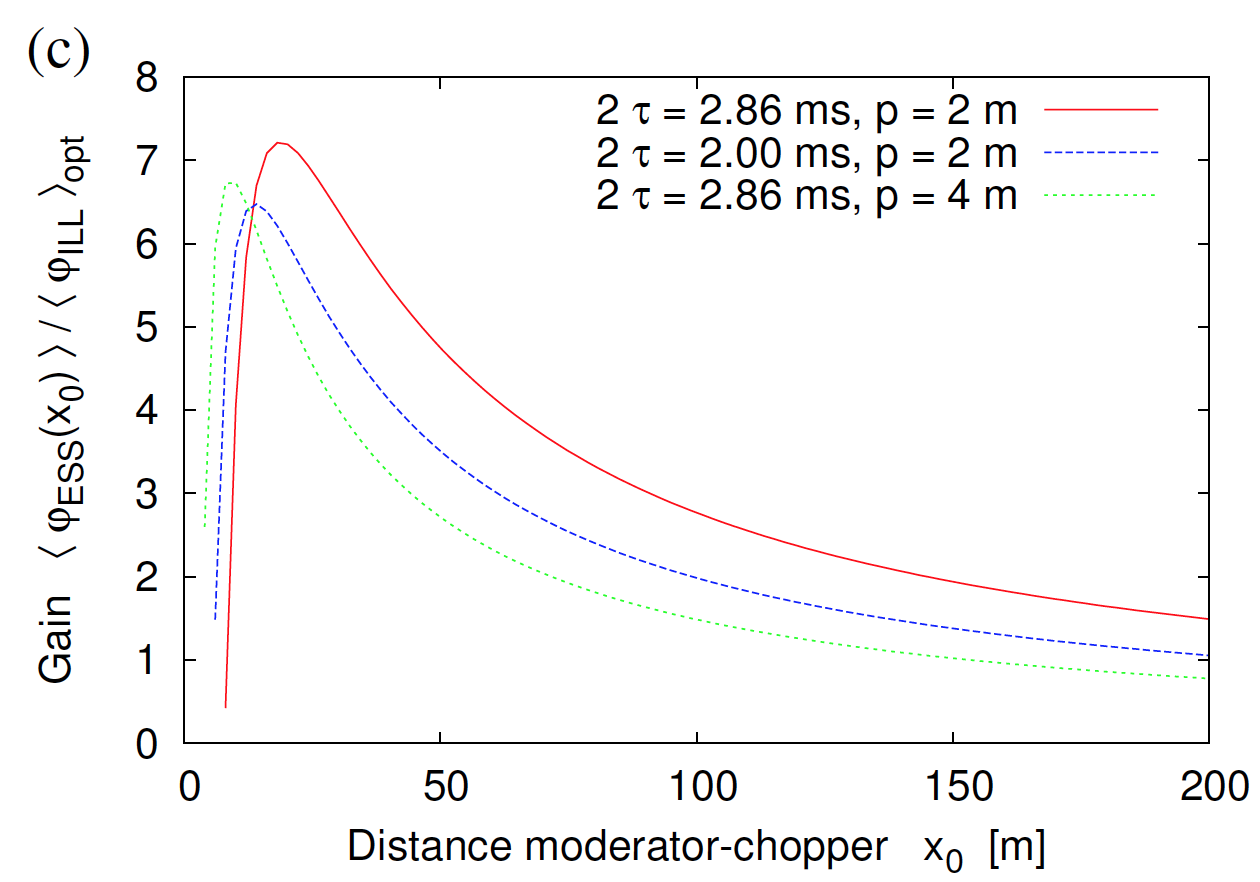 (c)
Gain ⟨ φESS(x0) ⟩ / ⟨ φILL ⟩opt
8
7
6
5
4
3
2
1
0
2 τ = 2.86 ms, p = 2 m
2 τ = 2.00 ms, p = 2 m
2 τ = 2.86 ms, p = 4 m
0 50 100 150 200
Distance moderator-chopper x0 [m]